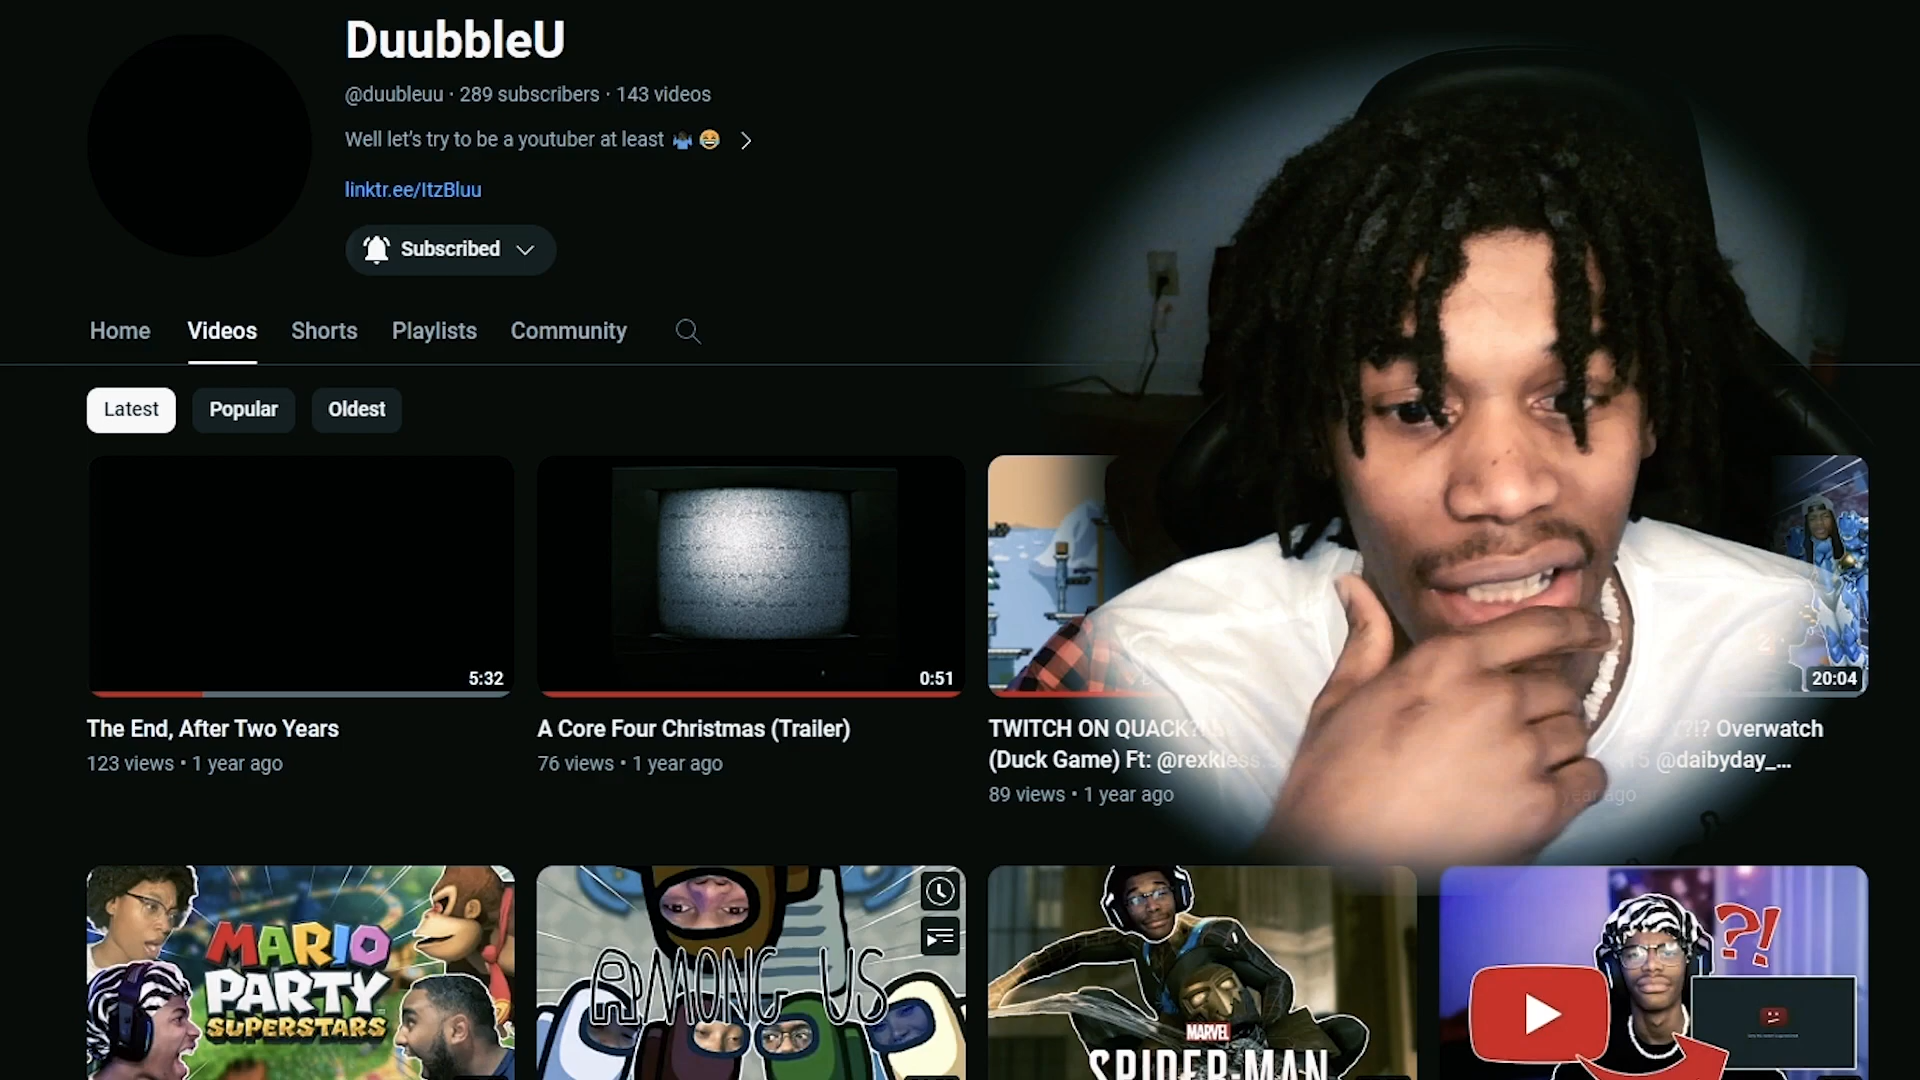 DuubbleU
@duubleuu · 289 subscribers · 143 videos
Well let's try to be a youtuber at least 🤷🏿‍♂️ 😂
linktr.ee/ItzBluu
Subscribed
Home Videos Shorts Playlists Community
Latest Popular Oldest
5:32
0:51
20:04
The End, After Two Years
123 views • 1 year ago
A Core Four Christmas (Trailer)
76 views • 1 year ago
TWITCH ON QUACK?!
(Duck Game) Ft: @rexkless
89 views • 1 year ago
Y?!? Overwatch
@daibyday_...
year ago
MARIO
PARTY
SUPERSTARS
AMONG US
MARVEL
SPIDER-MAN
?!